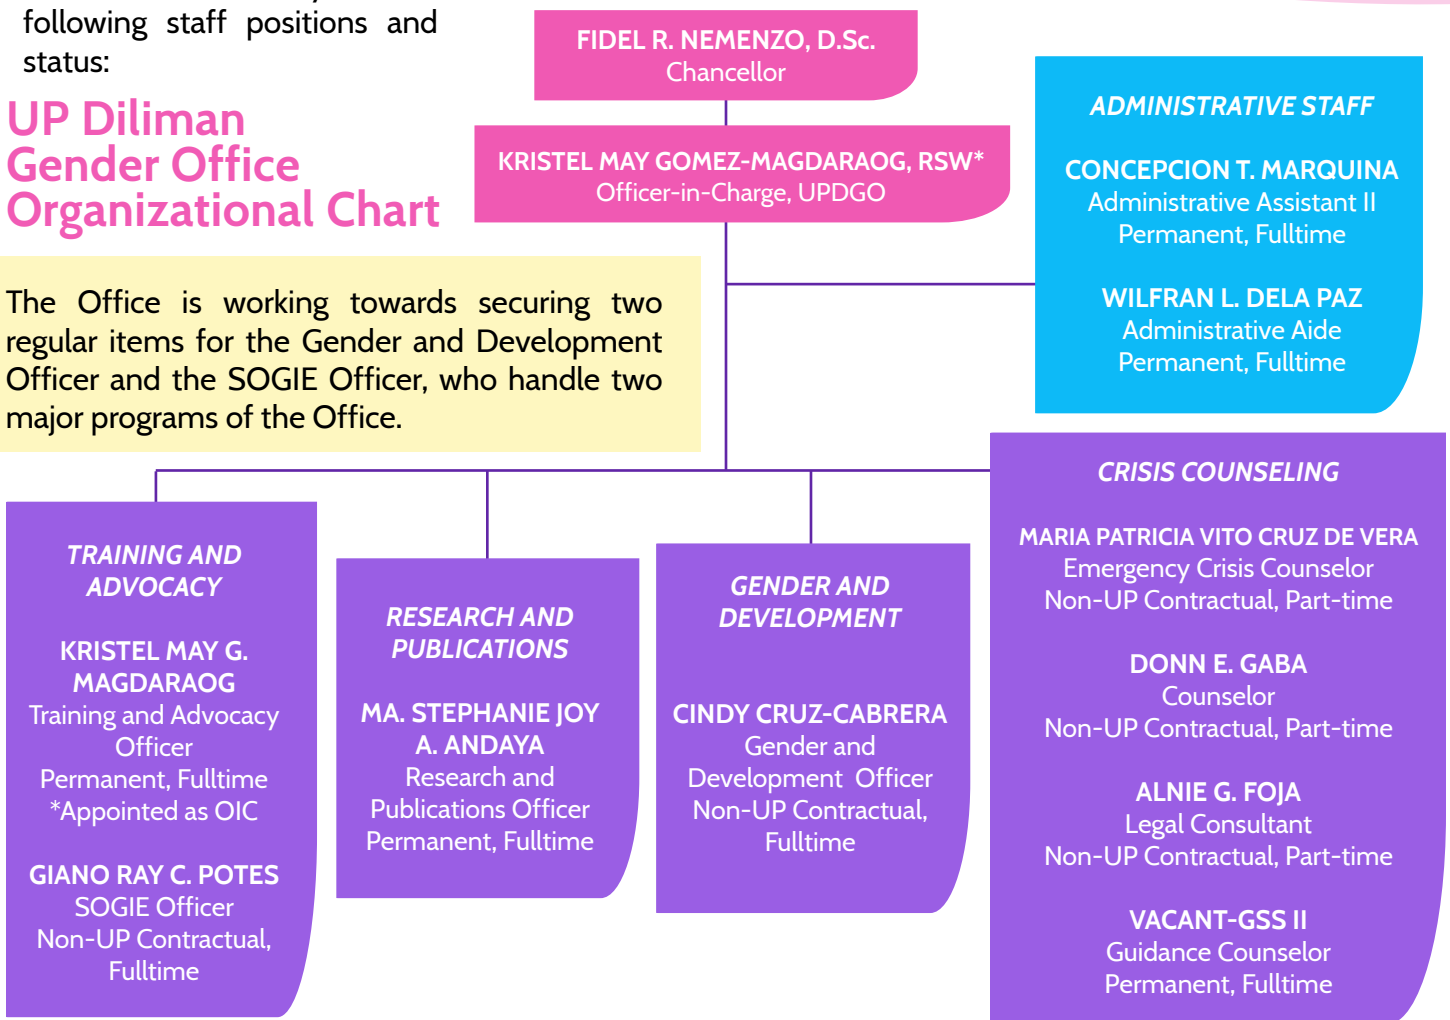 following staff positions and
status:
UP Diliman
Gender Office
Organizational Chart
FIDEL R. NEMENZO, D.Sc.
Chancellor
KRISTEL MAY GOMEZ-MAGDARAOG, RSW*
Officer-in-Charge, UPDGO
ADMINISTRATIVE STAFF
CONCEPCION T. MARQUINA
Administrative Assistant II
Permanent, Fulltime
WILFRAN L. DELA PAZ
Administrative Aide
Permanent, Fulltime
The Office is working towards securing two
regular items for the Gender and Development
Officer and the SOGIE Officer, who handle two
major programs of the Office.
TRAINING AND
ADVOCACY
KRISTEL MAY G.
MAGDARAOG
Training and Advocacy
Officer
Permanent, Fulltime
*Appointed as OIC
GIANO RAY C. POTES
SOGIE Officer
Non-UP Contractual,
Fulltime
RESEARCH AND
PUBLICATIONS
MA. STEPHANIE JOY
A. ANDAYA
Research and
Publications Officer
Permanent, Fulltime
GENDER AND
DEVELOPMENT
CINDY CRUZ-CABRERA
Gender and
Development Officer
Non-UP Contractual,
Fulltime
CRISIS COUNSELING
MARIA PATRICIA VITO CRUZ DE VERA
Emergency Crisis Counselor
Non-UP Contractual, Part-time
DONN E. GABA
Counselor
Non-UP Contractual, Part-time
ALNIE G. FOJA
Legal Consultant
Non-UP Contractual, Part-time
VACANT-GSS II
Guidance Counselor
Permanent, Fulltime